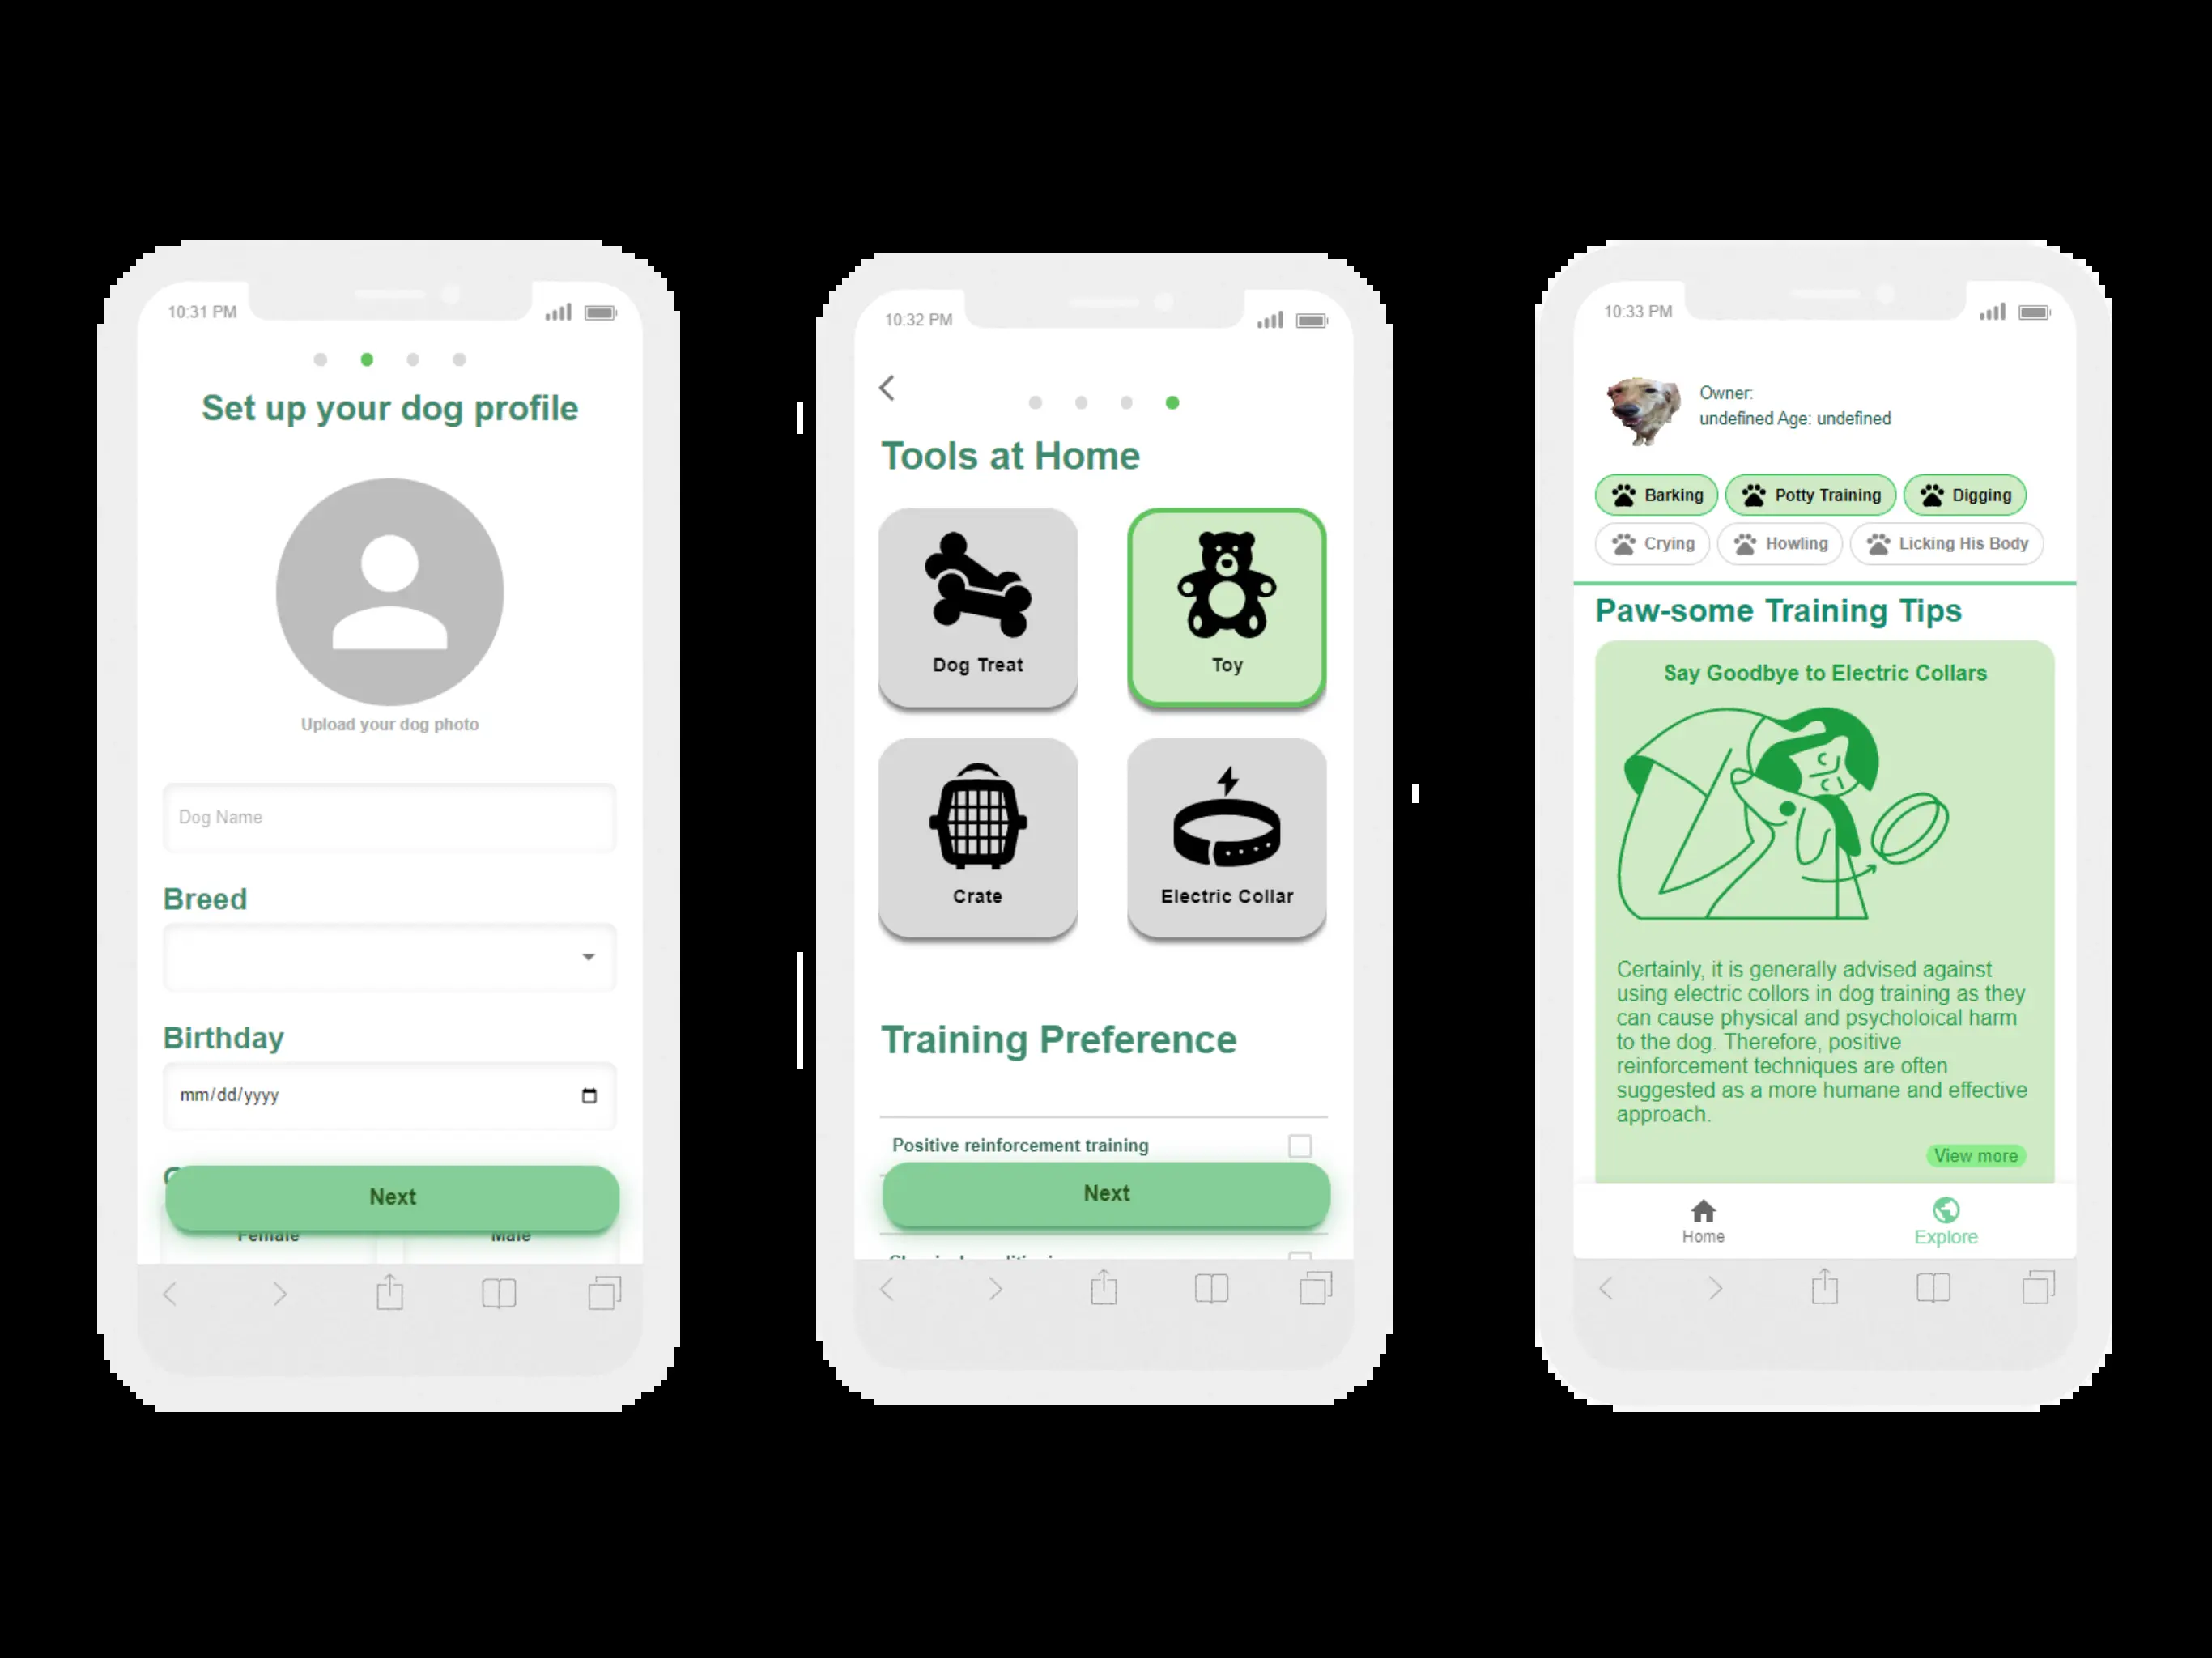 10:31 PM
Set up your dog profile
Upload your dog photo
Dog Name
Breed
Birthday
mm/dd/yyyy
Next
Female
Male
10:32 PM
Tools at Home
Dog Treat
Toy
Crate
Electric Collar
Training Preference
Positive reinforcement training
Next
10:33 PM
Owner:
undefined Age: undefined
Barking
Potty Training
Digging
Crying
Howling
Licking His Body
Paw-some Training Tips
Say Goodbye to Electric Collars
Certainly, it is generally advised against
using electric collors in dog training as they
can cause physical and psycholoical harm
to the dog. Therefore, positive
reinforcement techniques are often
suggested as a more humane and effective
approach.
View more
Home
Explore